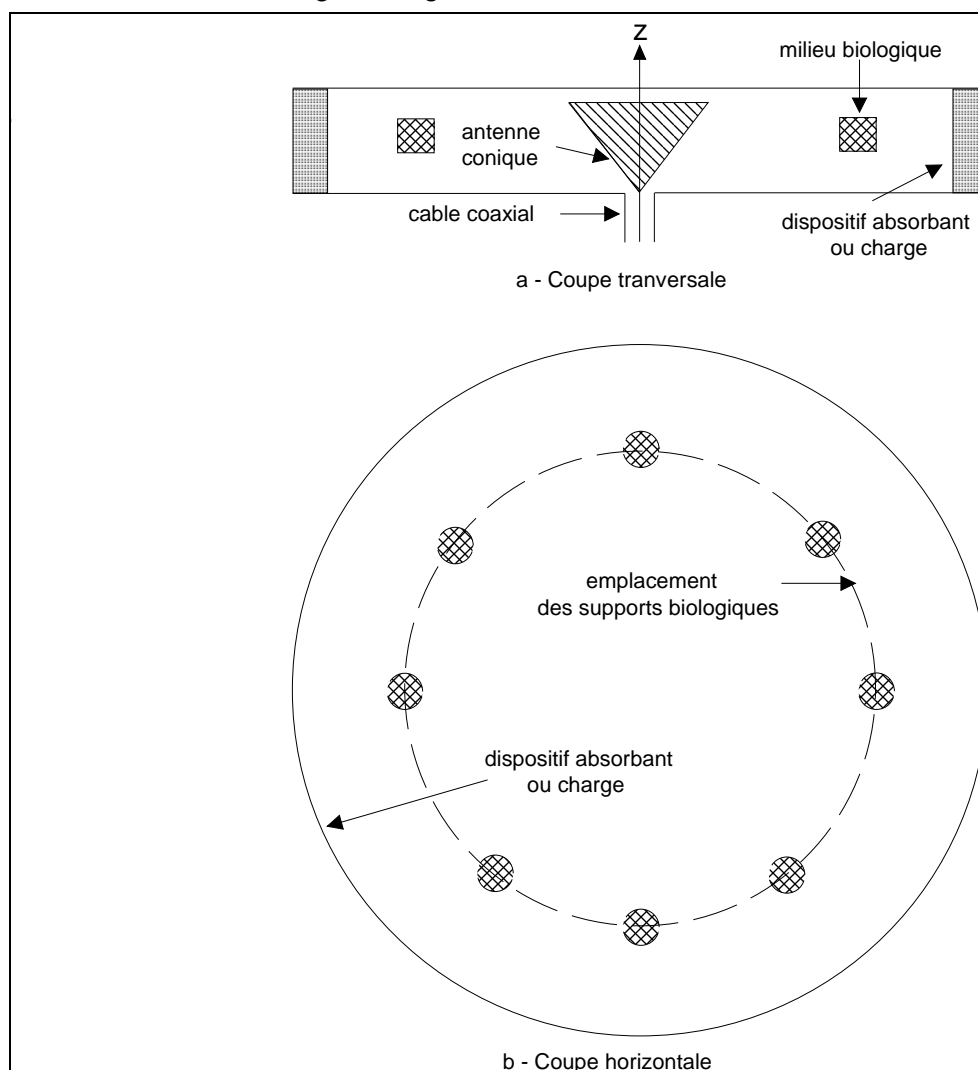 Z
milieu biologique
antenne
conique
cable coaxial
dispositif absorbant
ou charge
a - Coupe tranversale
emplacement
des supports biologiques
dispositif absorbant
ou charge
b - Coupe horizontale